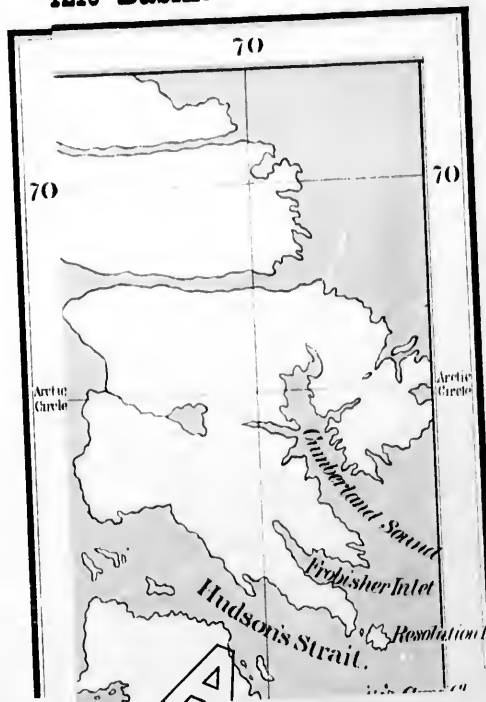 70
70
70
Arctic
Circle
Arctic
Circle
Cumberland Sound
Frobisher Inlet
Hudson's Strait.
Resolution I
A